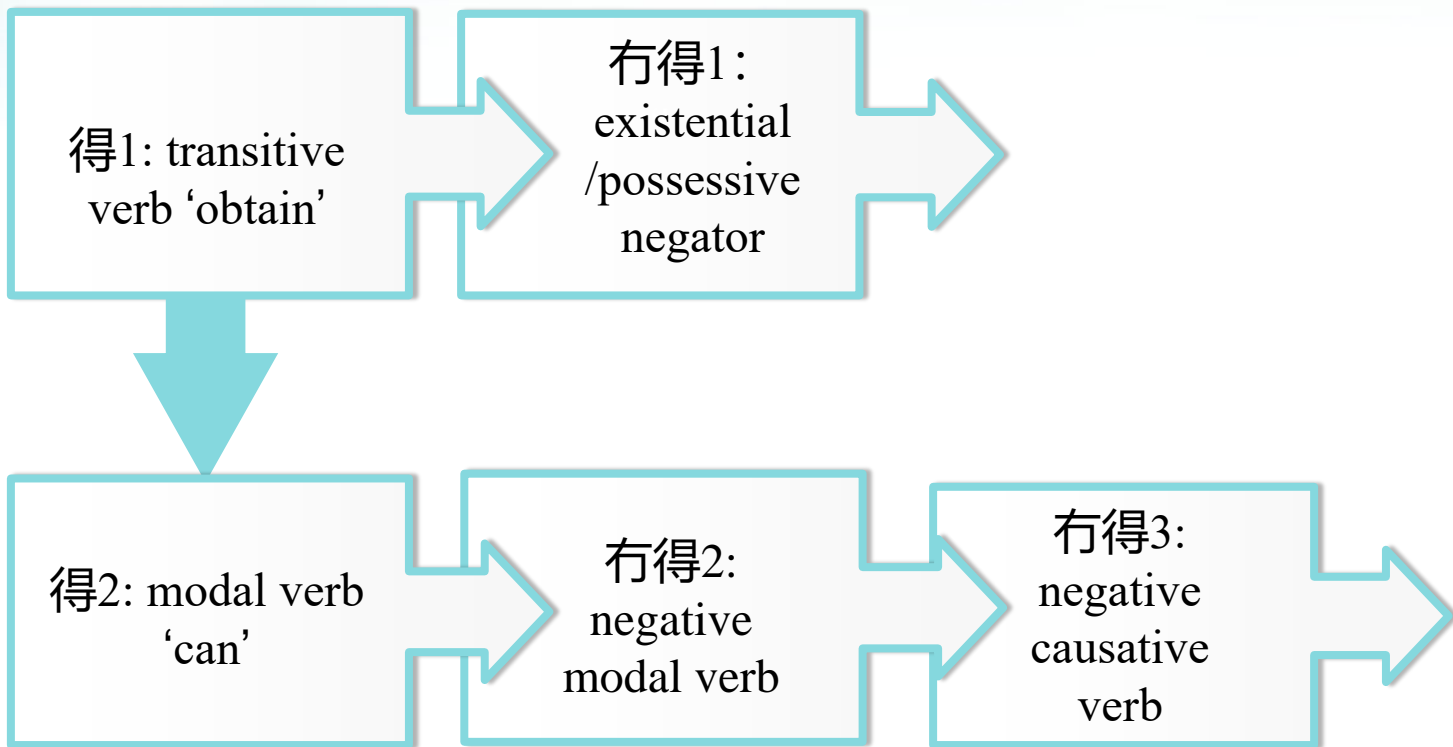 得1: transitive
verb ‘obtain’
冇得1:
existential
/possessive
negator
得2: modal verb
‘can’
冇得2:
negative
modal verb
冇得3:
negative
causative
verb